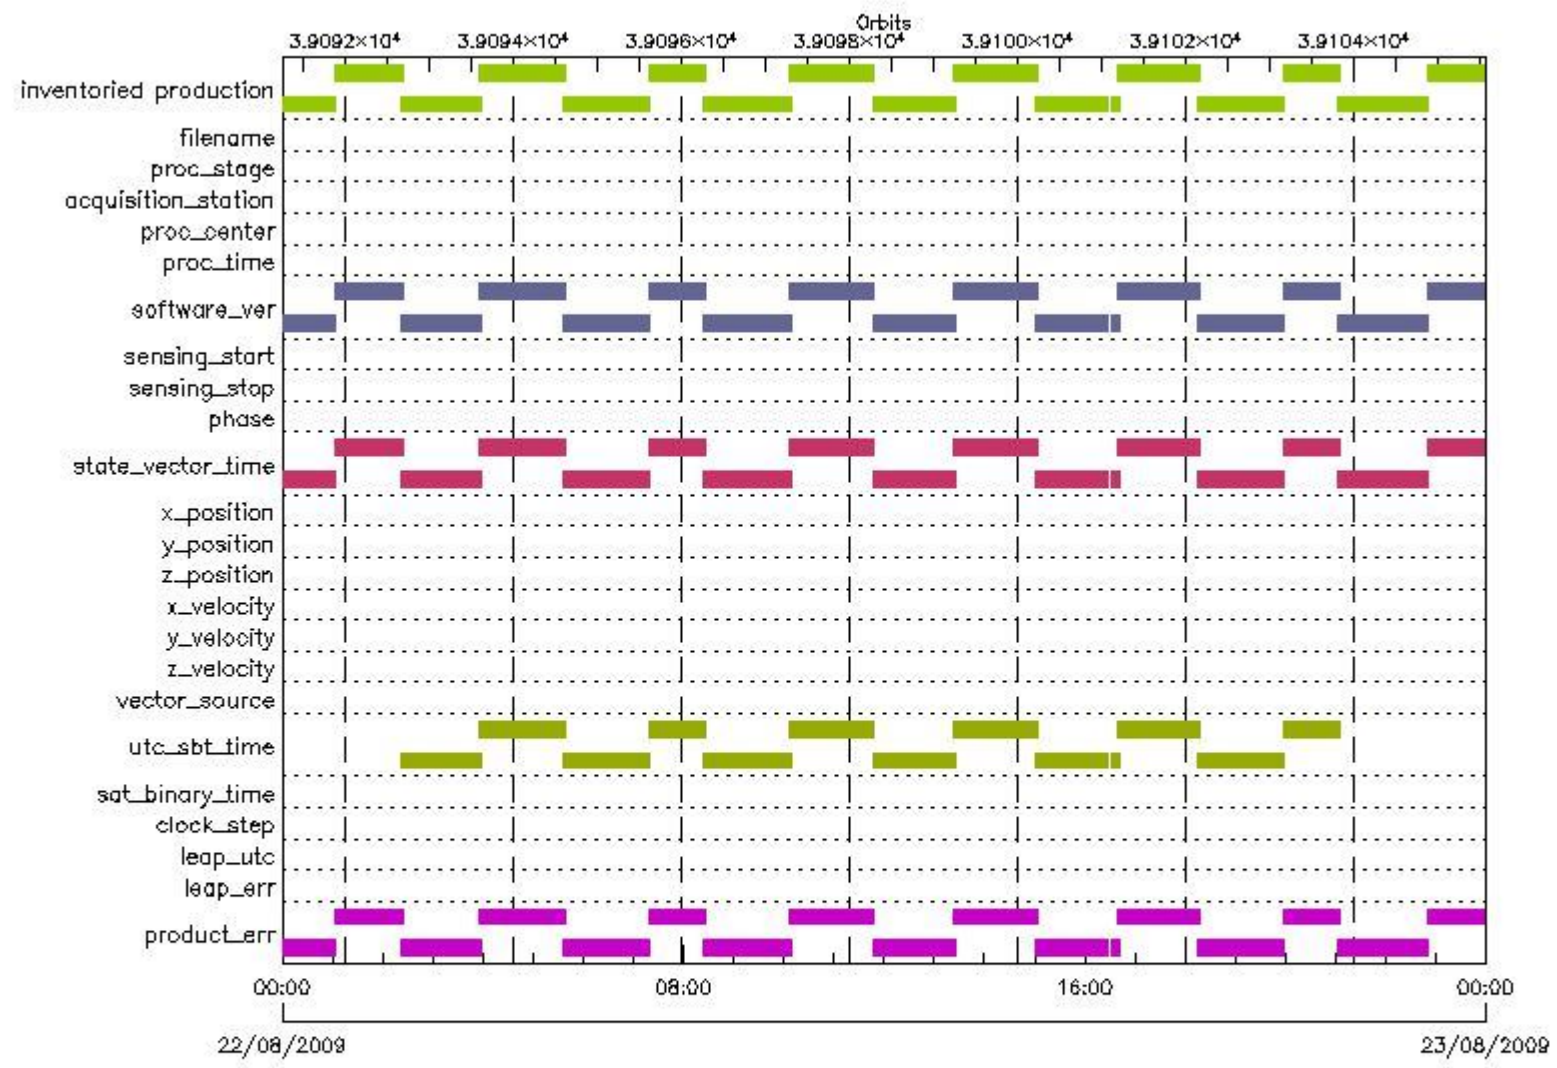 Orbits
3.9092×10⁴ 3.9094×10⁴ 3.9096×10⁴ 3.9098×10⁴ 3.9100×10⁴ 3.9102×10⁴ 3.9104×10⁴
inventoried production
filename
proc_stage
acquisition_station
proc_center
proc_time
software_ver
sensing_start
sensing_stop
phase
state_vector_time
x_position
y_position
z_position
x_velocity
y_velocity
z_velocity
vector_source
utc_sbt_time
sat_binary_time
clock_step
leap_utc
leap_err
product_err
00:00 08:00 16:00 00:00
22/08/2009 23/08/2009